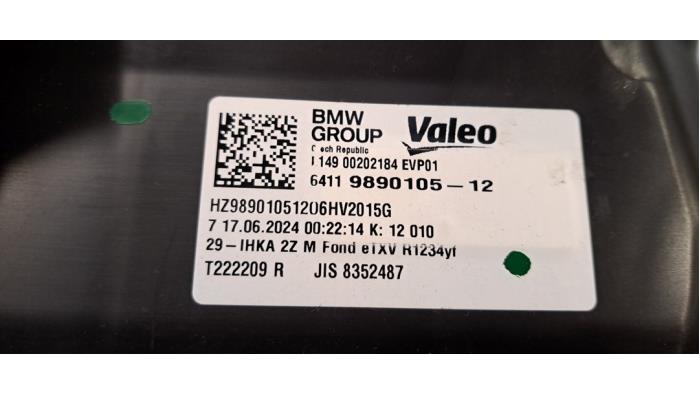 BMW
GROUP
Valeo
Czech Republic
I 149 00202184 EVP01
6411 9890105-12
HZ98901051206HV2015G
7 17.06.2024 00:22:14 K: 12 010
29-IHKA 2Z M Fond eTXV R1234yf
T222209 R JIS 8352487